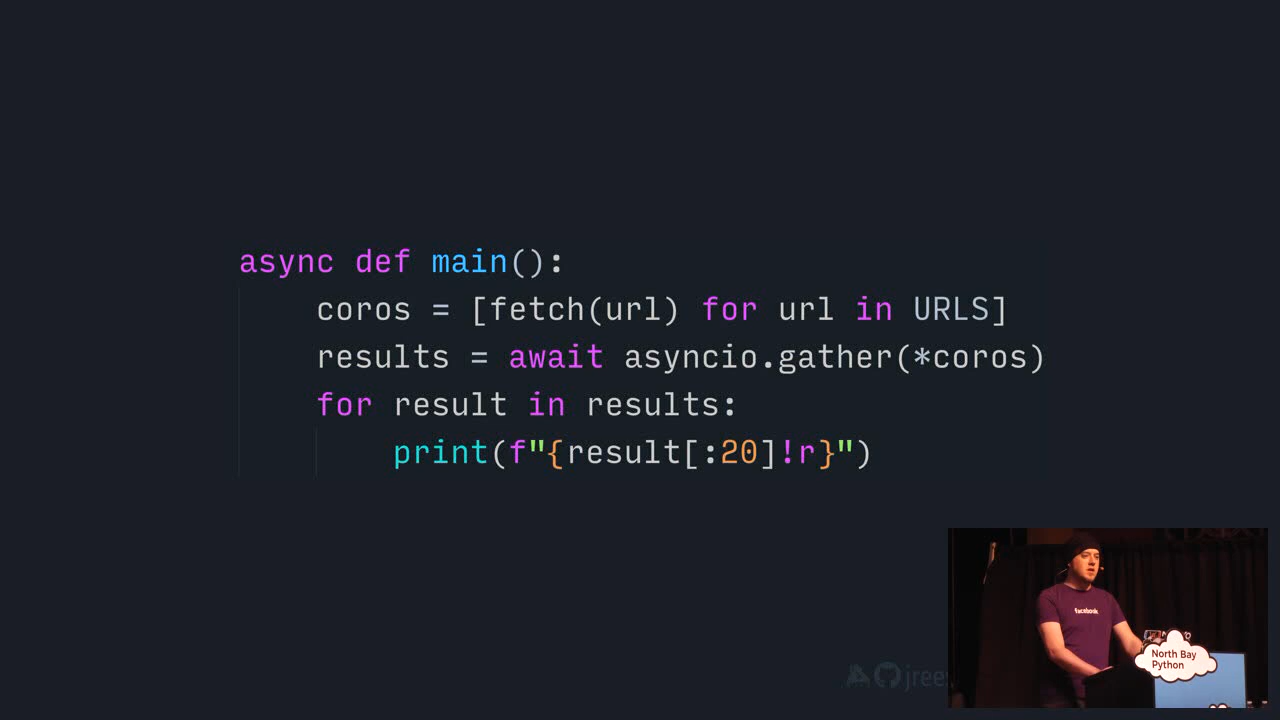 async def main():
coros = [fetch(url) for url in URLS]
results = await asyncio.gather(*coros)
for result in results:
print(f"{result[:20]!r}")
facebook
North Bay
Python